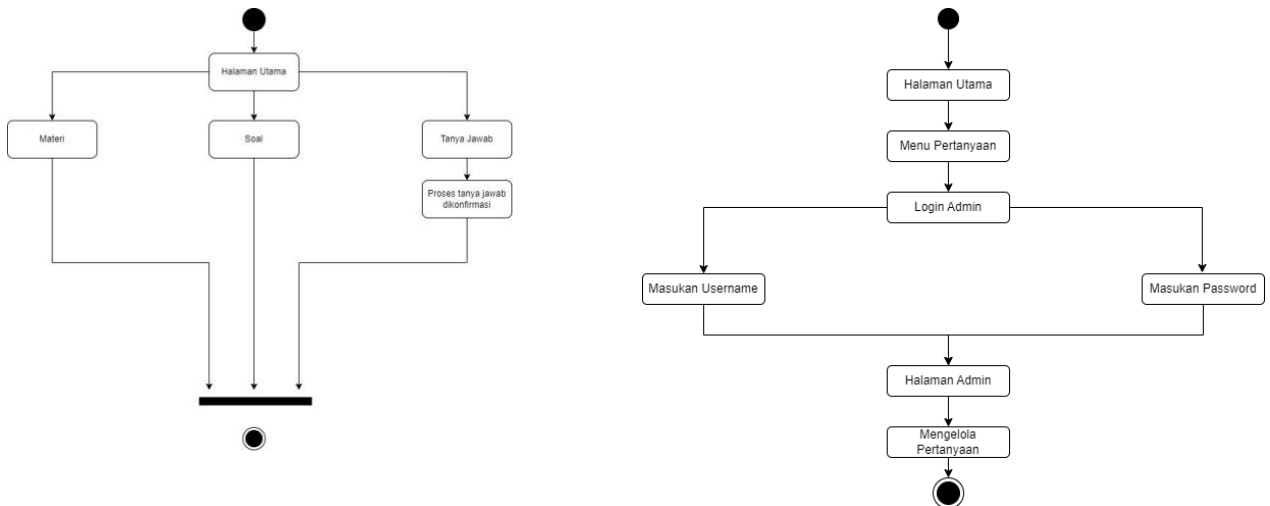 Halaman Utama
Materi
Soal
Tanya Jawab
Proses tanya jawab
dikonfirmasi
Halaman Utama
Menu Pertanyaan
Login Admin
Masukan Username
Masukan Password
Halaman Admin
Mengelola
Pertanyaan